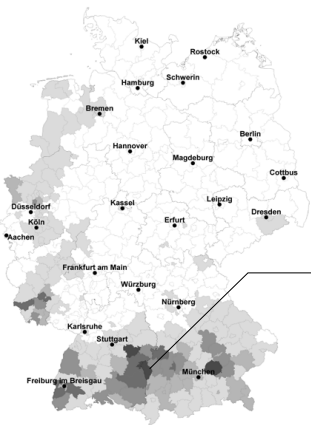 Kiel
Rostock
Schwerin
Hamburg
Bremen
Berlin
Hannover
Magdeburg
Cottbus
Leipzig
Kassel
Düsseldorf
Dresden
Köln
Erfurt
Aachen
Frankfurt am Main
Würzburg
Nürnberg
Karlsruhe
Stuttgart
München
Freiburg im Breisgau